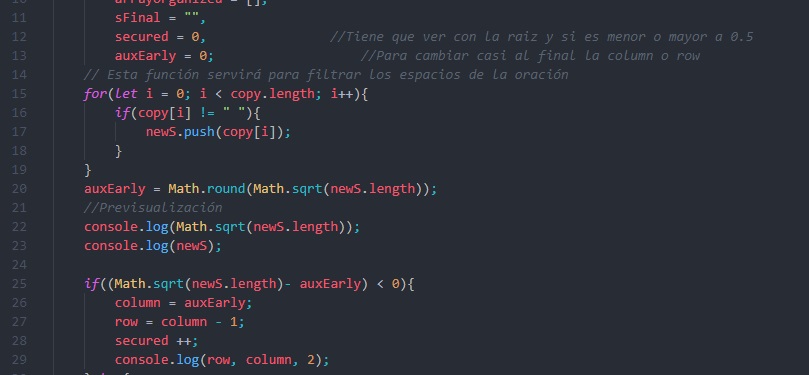 10 arrayorganized = [],
11 sFinal = "",
12 secured = 0, //Tiene que ver con la raiz y si es menor o mayor a 0.5
13 auxEarly = 0; //Para cambiar casi al final la column o row
14 // Esta función servirá para filtrar los espacios de la oración
15 for(let i = 0; i < copy.length; i++){
16 if(copy[i] != " "){
17 newS.push(copy[i]);
18 }
19 }
20 auxEarly = Math.round(Math.sqrt(newS.length));
21 //Previsualización
22 console.log(Math.sqrt(newS.length));
23 console.log(newS);
24
25 if((Math.sqrt(newS.length)- auxEarly) < 0){
26 column = auxEarly;
27 row = column - 1;
28 secured ++;
29 console.log(row, column, 2);